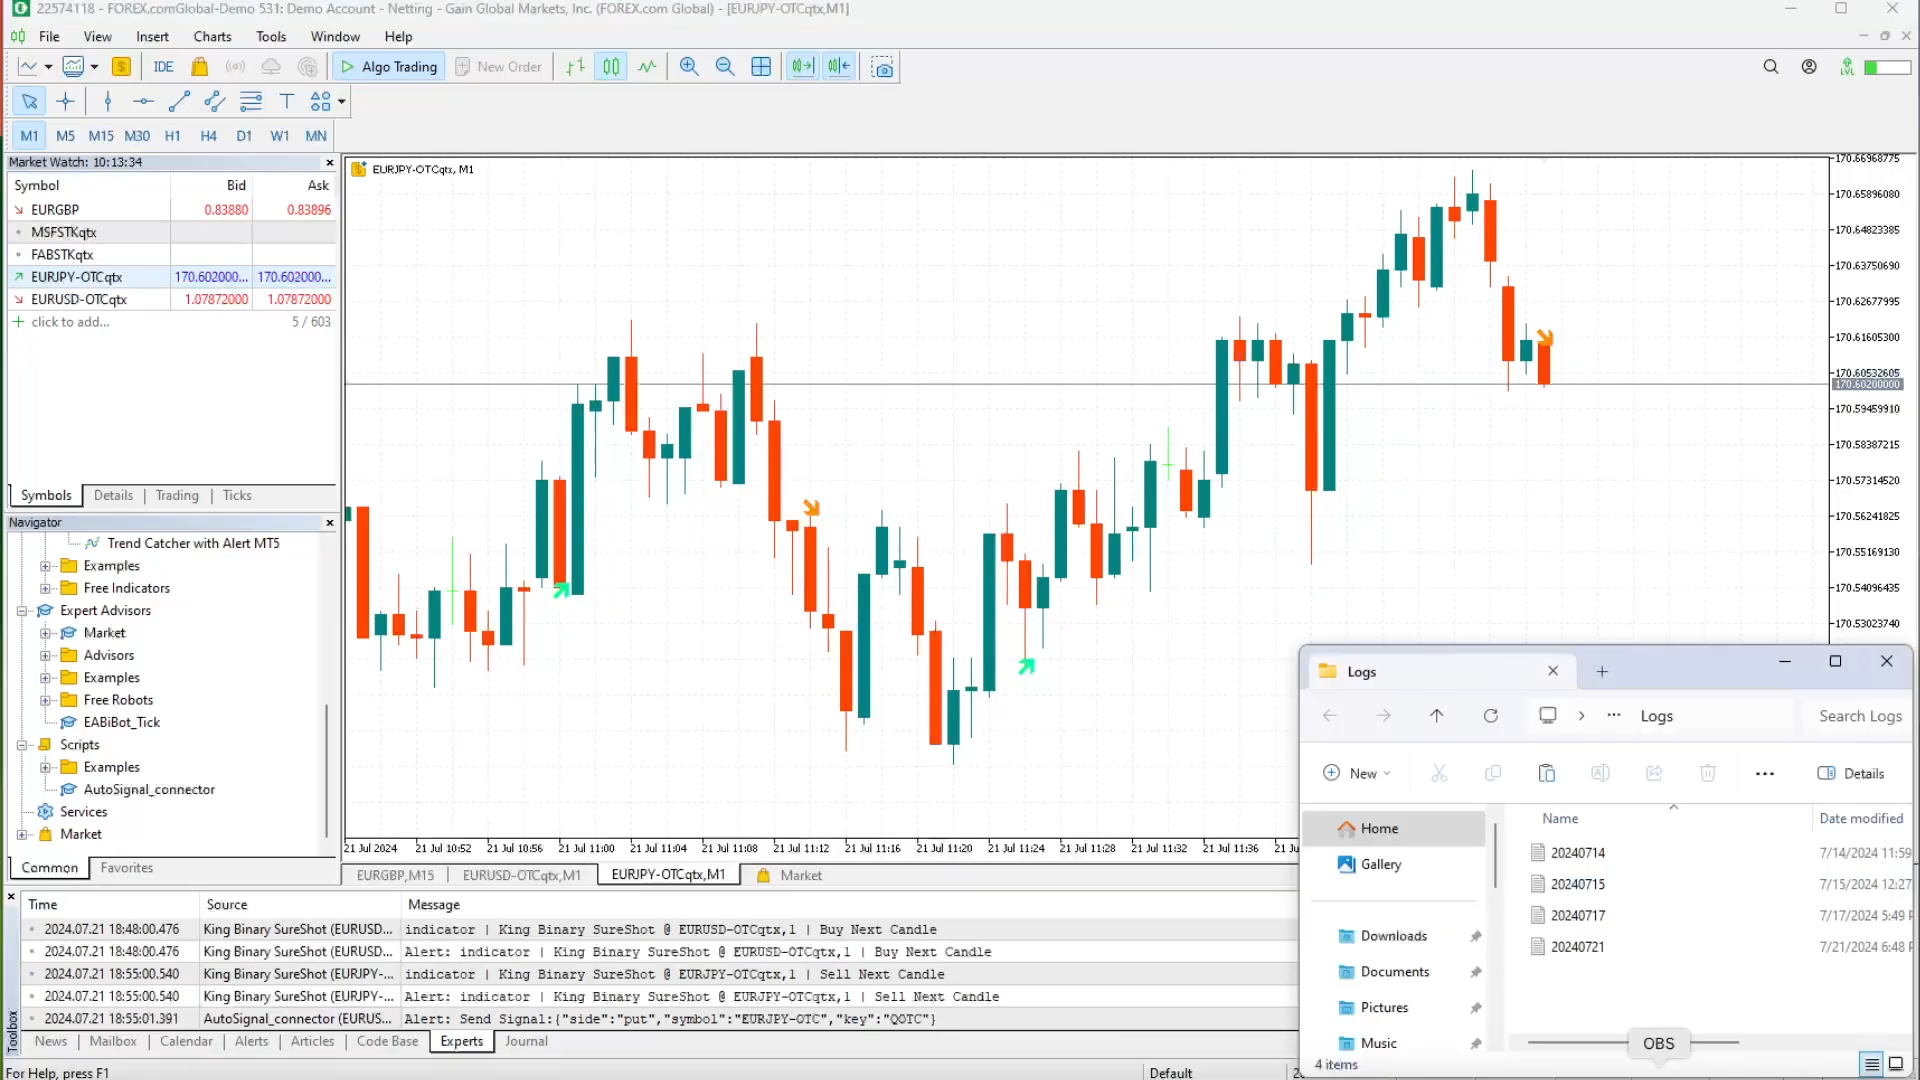 22574118 - FOREX.comGlobal-Demo 531: Demo Account - Netting - Gain Global Markets, Inc. (FOREX.com Global) - [EURJPY-OTCqtx,M1]
File View Insert Charts Tools Window Help
IDE Algo Trading New Order LVL
M1 M5 M15 M30 H1 H4 D1 W1 MN
Market Watch: 10:13:34
Symbol Bid Ask
EURGBP 0.83880 0.83896
MSFSTKqtx
FABSTKqtx
EURJPY-OTCqtx 170.602000... 170.602000...
EURUSD-OTCqtx 1.07872000 1.07872000
click to add... 5 / 603
Symbols Details Trading Ticks
Navigator
Trend Catcher with Alert MT5
Examples
Free Indicators
Expert Advisors
Market
Advisors
Examples
Free Robots
EABiBot_Tick
Scripts
Examples
AutoSignal_connector
Services
Market
Common Favorites
EURJPY-OTCqtx, M1
170.66968775
170.65896080
170.64823385
170.63750690
170.62677995
170.61605300
170.60532605
170.60200000
170.59459910
170.58387215
170.57314520
170.56241825
170.55169130
170.54096435
170.53023740
21 Jul 2024 21 Jul 10:52 21 Jul 10:56 21 Jul 11:00 21 Jul 11:04 21 Jul 11:08 21 Jul 11:12 21 Jul 11:16 21 Jul 11:20 21 Jul 11:24 21 Jul 11:28 21 Jul 11:32 21 Jul 11:36 21 Ju
EURGBP,M15 EURUSD-OTCqtx,M1 EURJPY-OTCqtx,M1 Market
Time Source Message
2024.07.21 18:48:00.476 King Binary SureShot (EURUSD... indicator | King Binary SureShot @ EURUSD-OTCqtx,1 | Buy Next Candle
2024.07.21 18:48:00.476 King Binary SureShot (EURUSD... Alert: indicator | King Binary SureShot @ EURUSD-OTCqtx,1 | Buy Next Candle
2024.07.21 18:55:00.540 King Binary SureShot (EURJPY-... indicator | King Binary SureShot @ EURJPY-OTCqtx,1 | Sell Next Candle
2024.07.21 18:55:00.540 King Binary SureShot (EURJPY-... Alert: indicator | King Binary SureShot @ EURJPY-OTCqtx,1 | Sell Next Candle
2024.07.21 18:55:01.391 AutoSignal_connector (EURUS... Alert: Send Signal:{"side":"put","symbol":"EURJPY-OTC","key":"QOTC"}
Toolbox
News Mailbox Calendar Alerts Articles Code Base Experts Journal
For Help, press F1 Default
Logs
Logs Search Logs
New Details
Home
Gallery
Downloads
Documents
Pictures
Music
Name Date modified
20240714 7/14/2024 11:59
20240715 7/15/2024 12:27
20240717 7/17/2024 5:49 P
20240721 7/21/2024 6:48 P
4 items
OBS